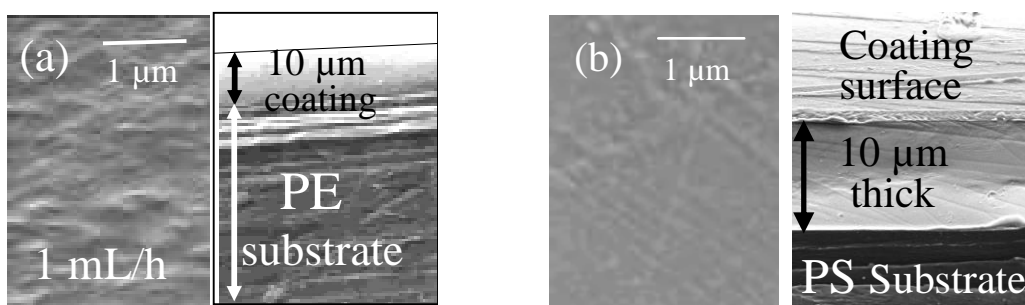 (a)
1 µm
1 mL/h
10 µm
coating
PE
substrate
(b)
1 µm
Coating
surface
10 µm
thick
PS Substrate